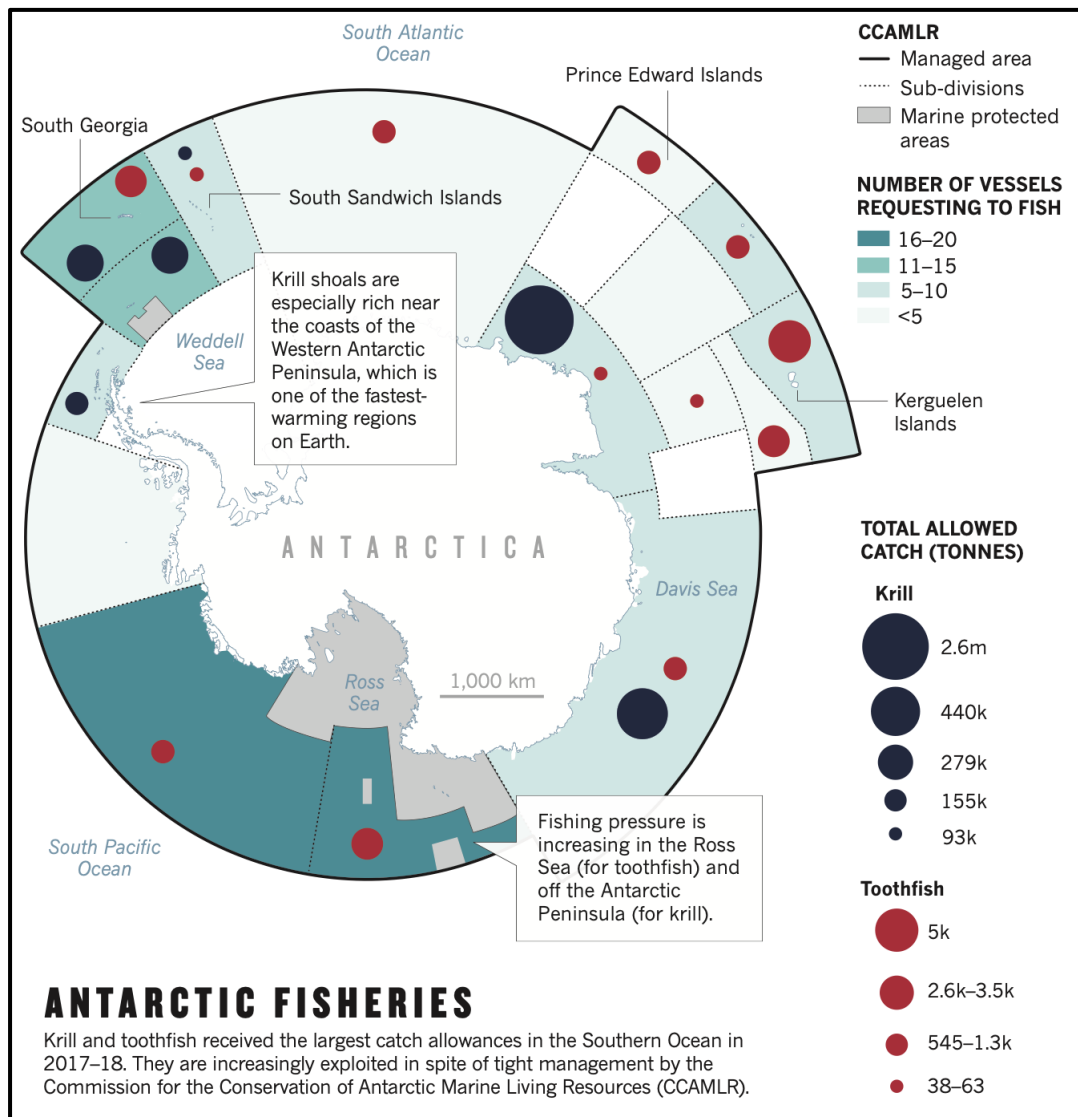 South Atlantic
Ocean
Prince Edward Islands
South Georgia
South Sandwich Islands
Krill shoals are
especially rich near
the coasts of the
Western Antarctic
Peninsula, which is
one of the fastest-
warming regions
on Earth.
Weddell
Sea
Kerguelen
Islands
ANTARCTICA
Davis Sea
Ross
Sea
1,000 km
South Pacific
Ocean
Fishing pressure is
increasing in the Ross
Sea (for toothfish) and
off the Antarctic
Peninsula (for krill).
CCAMLR
Managed area
Sub-divisions
Marine protected
areas
NUMBER OF VESSELS
REQUESTING TO FISH
16–20
11–15
5–10
<5
TOTAL ALLOWED
CATCH (TONNES)
Krill
2.6m
440k
279k
155k
93k
Toothfish
5k
2.6k–3.5k
545–1.3k
38–63
ANTARCTIC FISHERIES
Krill and toothfish received the largest catch allowances in the Southern Ocean in
2017–18. They are increasingly exploited in spite of tight management by the
Commission for the Conservation of Antarctic Marine Living Resources (CCAMLR).